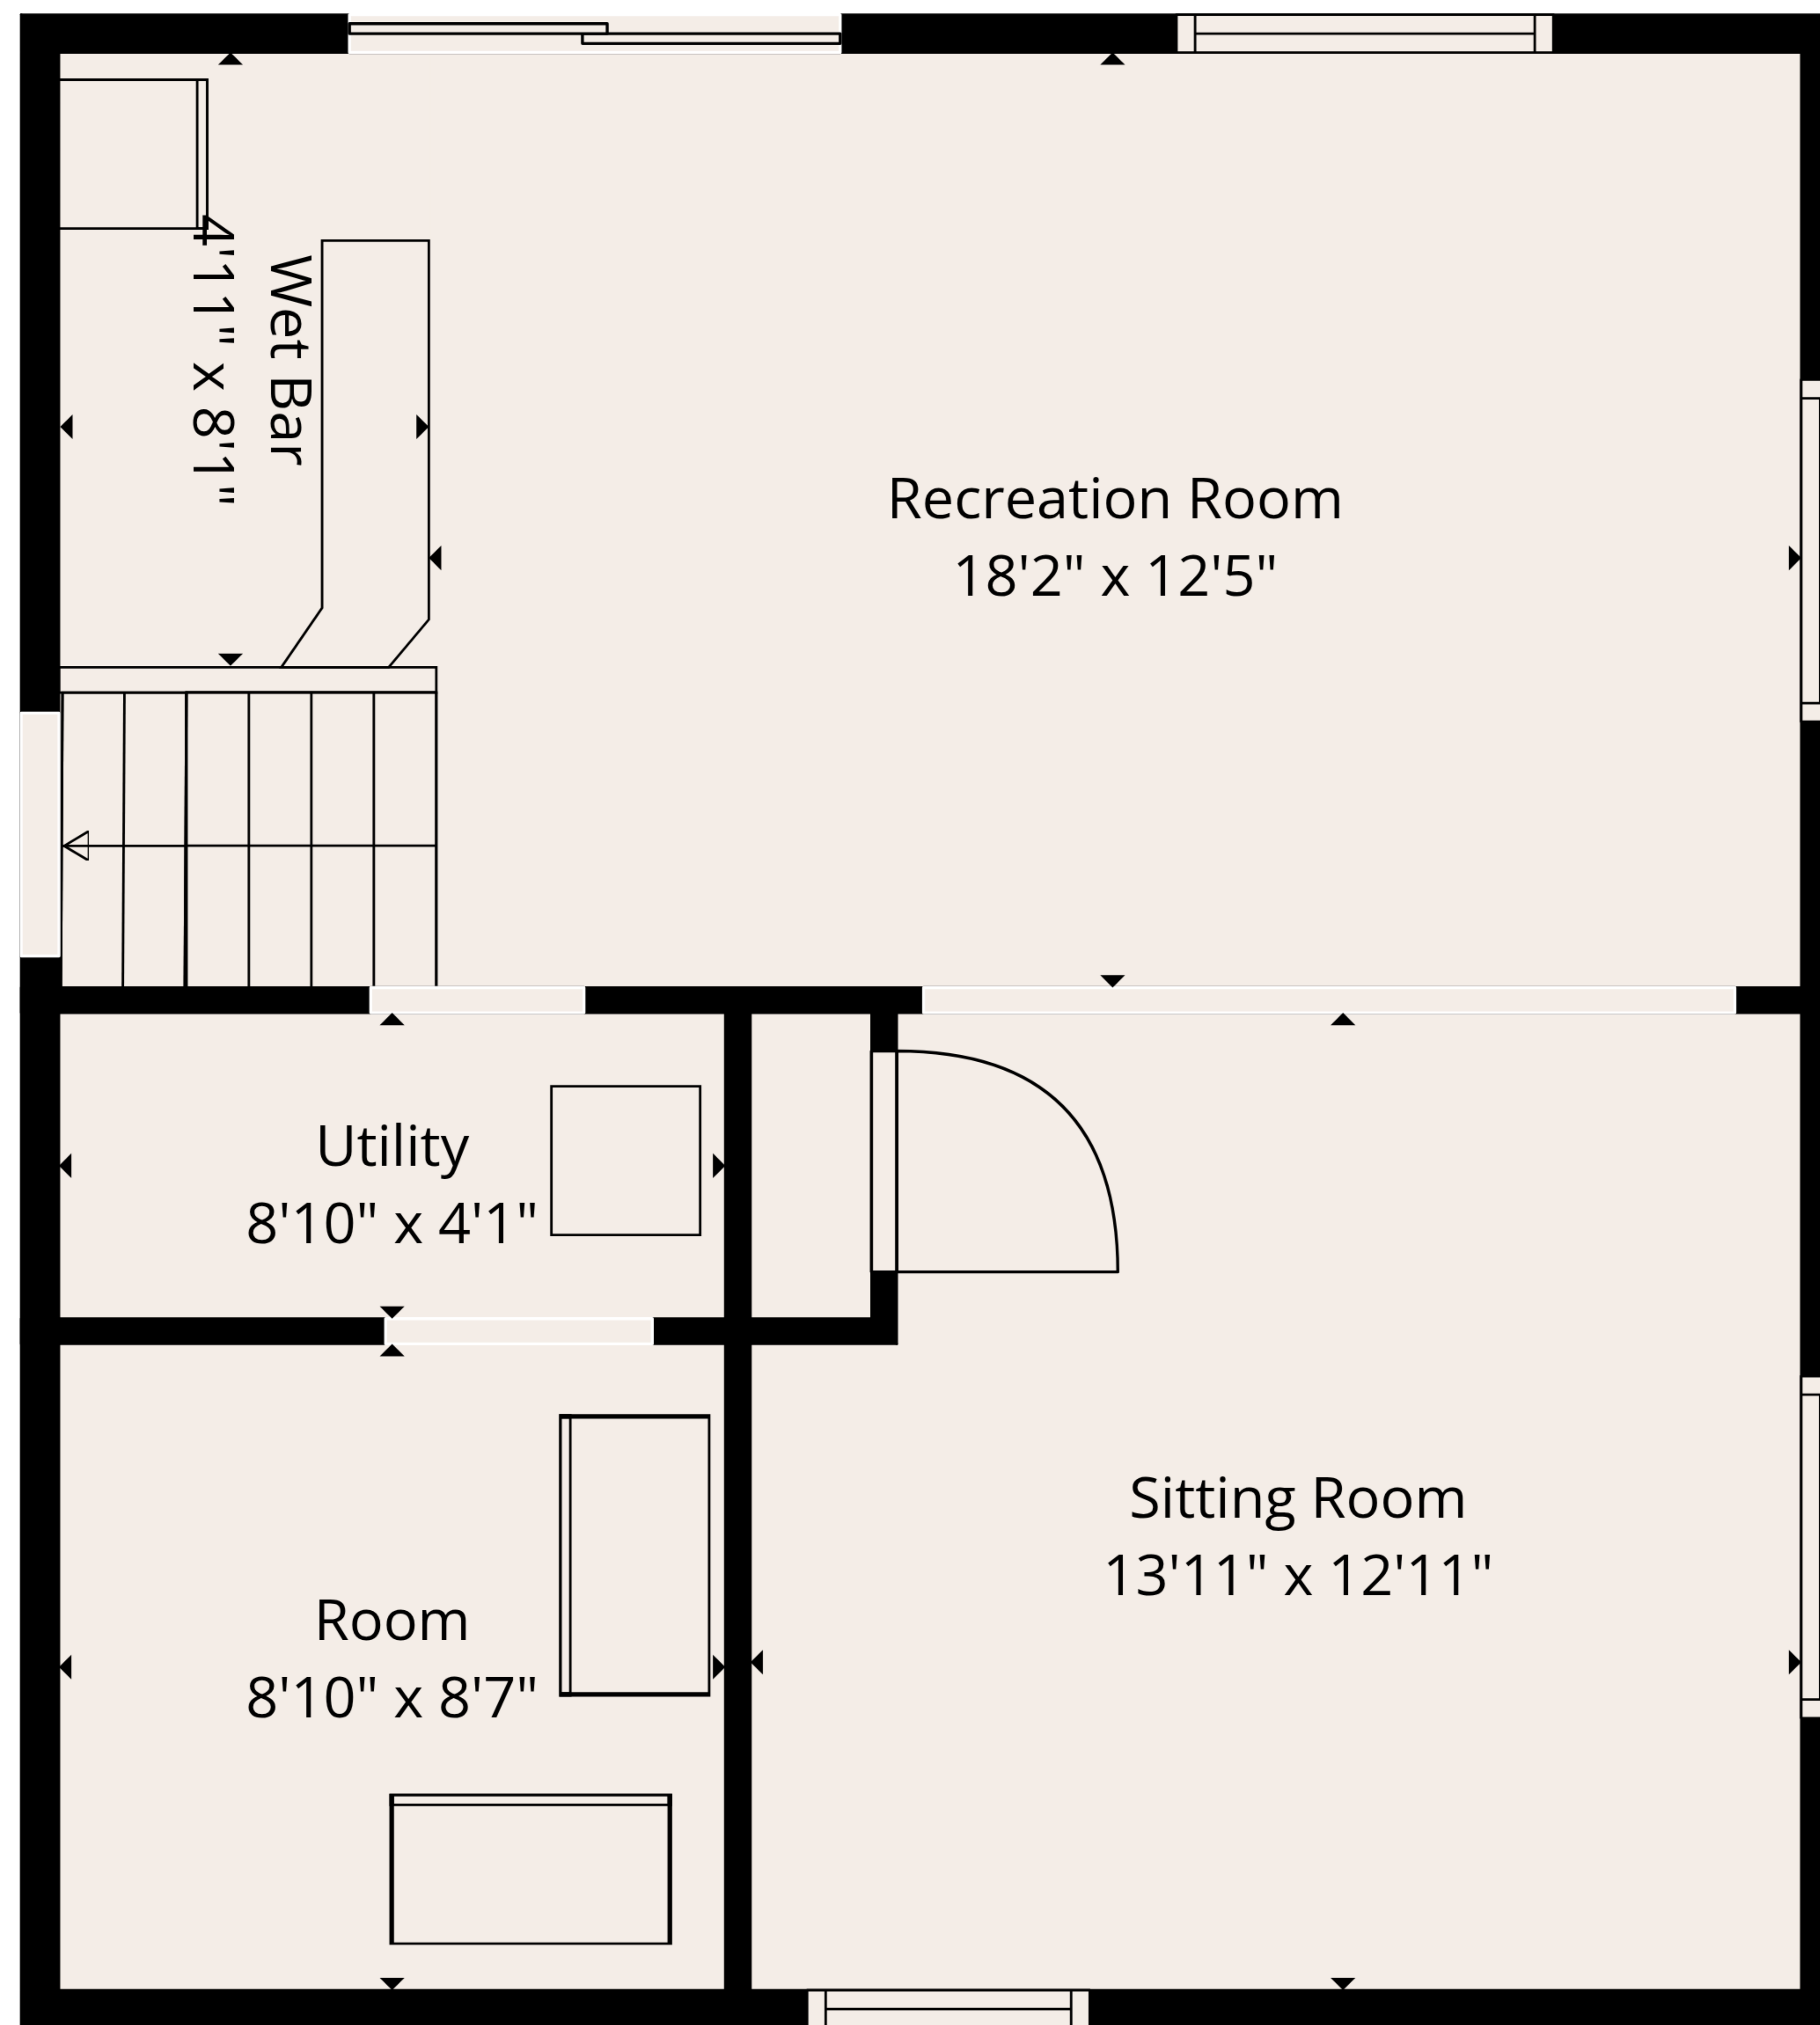 Wet Bar
4'11" x 8'1"
Recreation Room
18'2" x 12'5"
Utility
8'10" x 4'1"
Sitting Room
13'11" x 12'11"
Room
8'10" x 8'7"